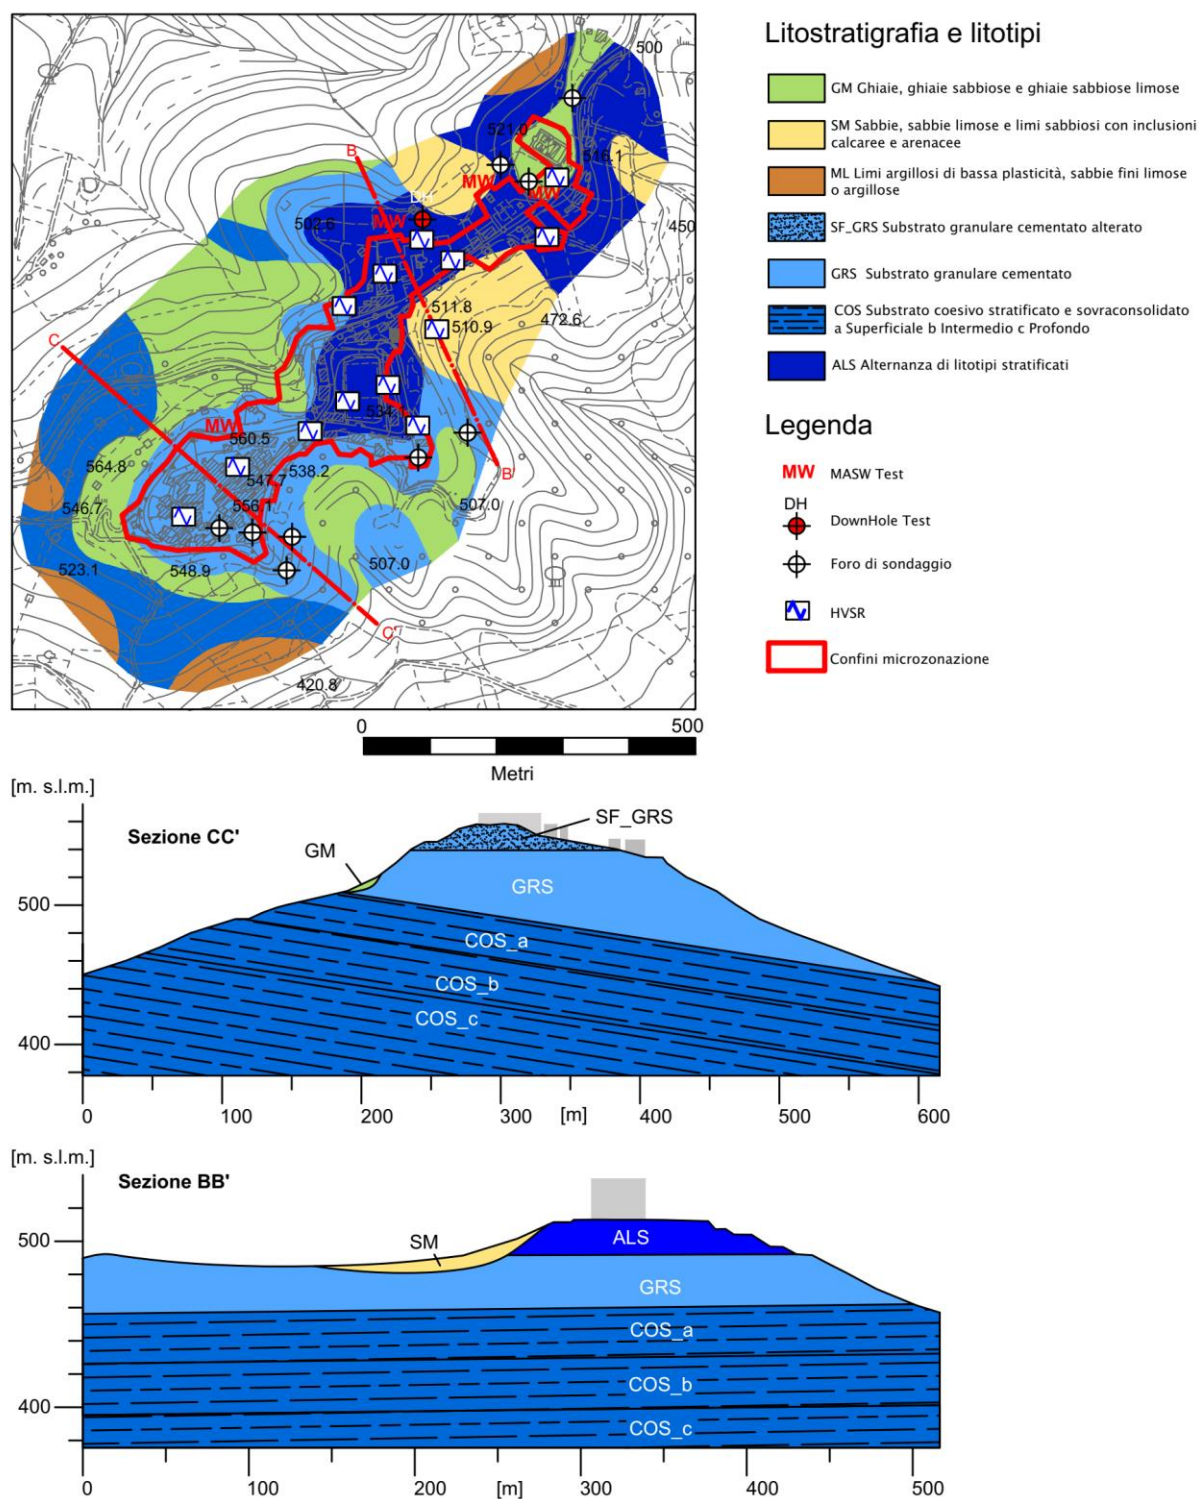 Litostratigrafia e litotipi
GM Ghiaie, ghiaie sabbiose e ghiaie sabbiose limose
SM Sabbie, sabbie limose e limi sabbiosi con inclusioni
calcaree e arenacee
ML Limi argillosi di bassa plasticità, sabbie fini limose
o argillose
SF_GRS Substrato granulare cementato alterato
GRS Substrato granulare cementato
COS Substrato coesivo stratificato e sovraconsolidato
a Superficiale b Intermedio c Profondo
ALS Alternanza di litotipi stratificati
Legenda
MW MASW Test
DH
DownHole Test
Foro di sondaggio
HVSR
Confini microzonazione
500
521.0
516.1
B
MW
MW
DH
450
502.6
MW
511.8
510.9
472.6
C
534.1
MW
560.5
564.8
538.2
547.7
B'
546.7
556.1
507.0
507.0
548.9
523.1
C'
420.8
0
500
Metri
[m. s.l.m.]
Sezione CC'
SF_GRS
GM
GRS
500
COS_a
COS_b
COS_c
400
0 100 200 300 [m] 400 500 600
[m. s.l.m.]
Sezione BB'
500
SM
ALS
GRS
COS_a
COS_b
400
COS_c
0 100 200 [m] 300 400 500